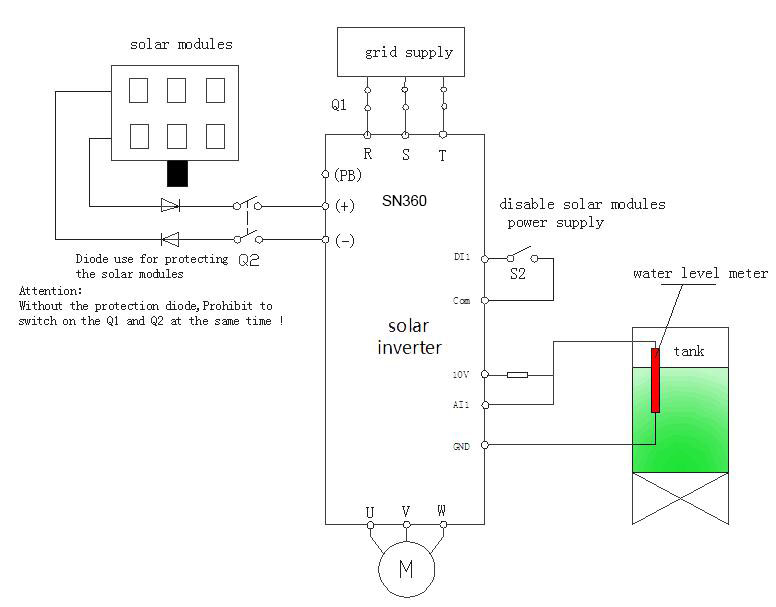 solar modules
grid supply
Q1
R S T
(PB)
SN360
(+)
(-)
disable solar modules
power supply
Diode use for protecting
the solar modules
Q2
DI1
S2
Com
water level meter
Attention:
Without the protection diode,Prohibit to
switch on the Q1 and Q2 at the same time !
solar
inverter
tank
10V
AI1
GND
U V W
M